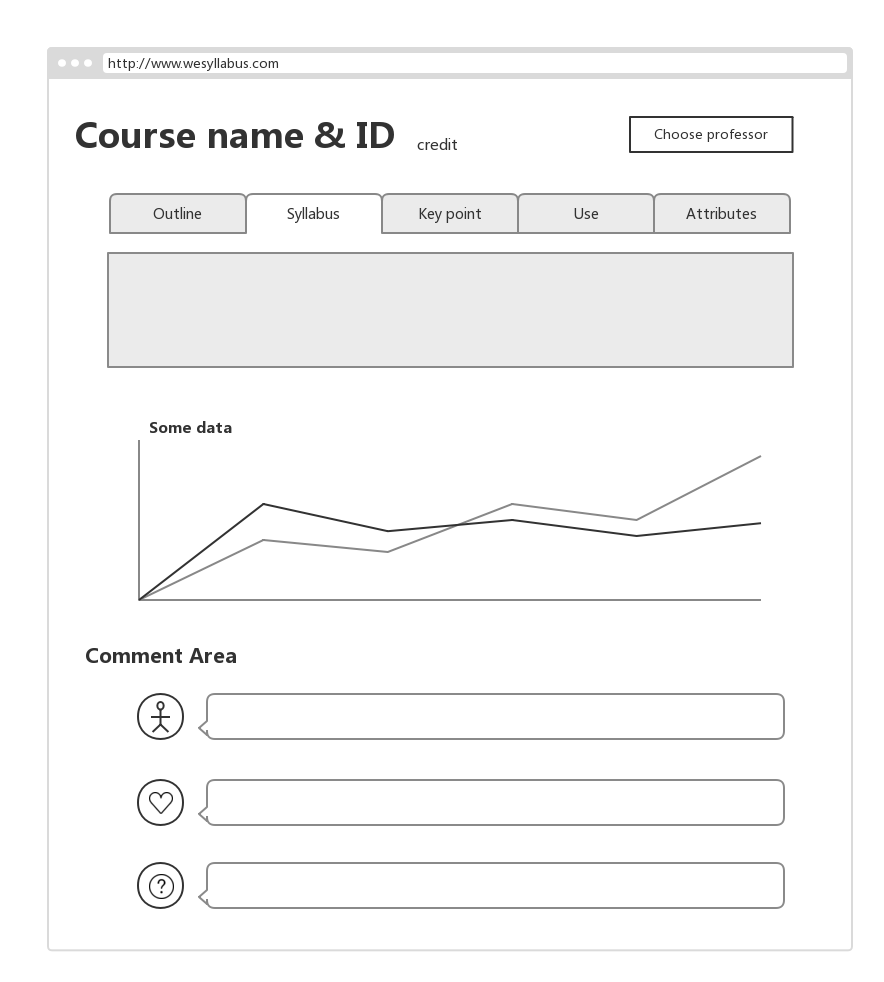 http://www.wesyllabus.com
Course name & ID
credit
Choose professor
Outline
Syllabus
Key point
Use
Attributes
Some data
Comment Area
?